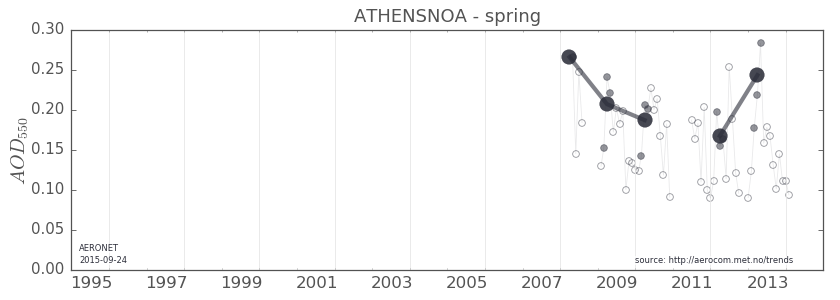 ATHENSNOA - spring
0.30
0.25
0.20
0.15
0.10
0.05
0.00
AOD550
AERONET
2015-09-24
source: http://aerocom.met.no/trends
1995 1997 1999 2001 2003 2005 2007 2009 2011 2013